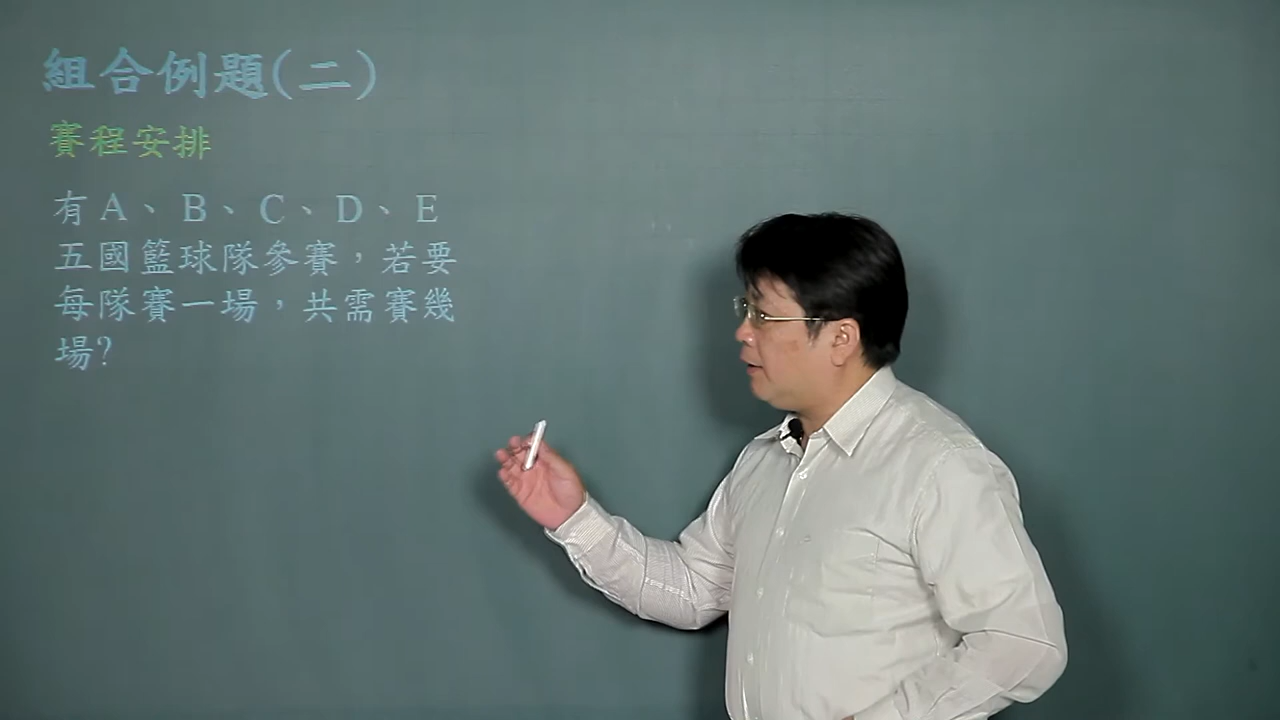 組合例題(二)
賽程安排
有A、B、C、D、E
五國籃球隊參賽，若要
每隊賽一場，共需賽幾
場?